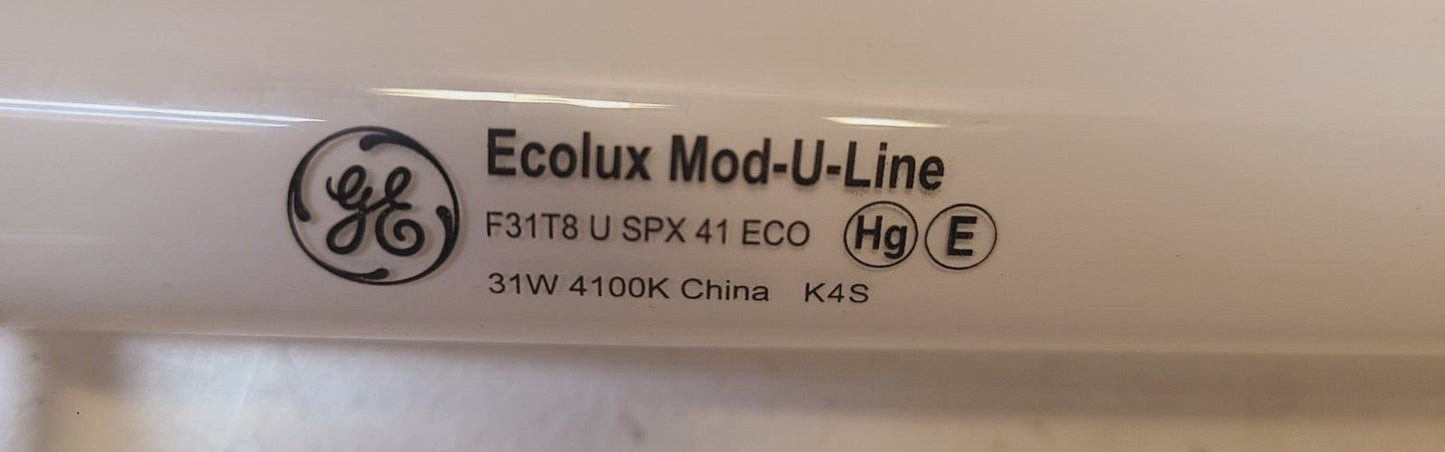 GE
Ecolux Mod-U-Line
F31T8 U SPX 41 ECO Hg E
31W 4100K China K4S